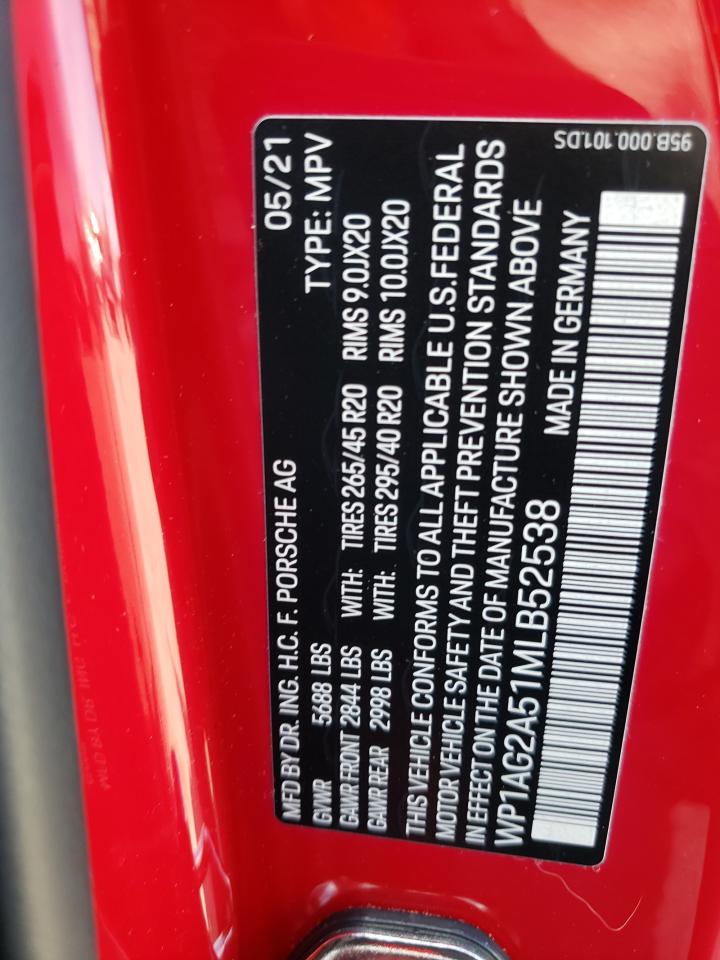 MFD BY DR. ING. H.C. F. PORSCHE AG 05/21
GVWR 5688 LBS TYPE: MPV
GAWR FRONT 2844 LBS WITH: TIRES 265/45 R20 RIMS 9.0JX20
GAWR REAR 2998 LBS WITH: TIRES 295/40 R20 RIMS 10.0JX20
THIS VEHICLE CONFORMS TO ALL APPLICABLE U.S.FEDERAL
MOTOR VEHICLE SAFETY AND THEFT PREVENTION STANDARDS
IN EFFECT ON THE DATE OF MANUFACTURE SHOWN ABOVE
WP1AG2A51MLB52538 MADE IN GERMANY
95B.000.101.DS